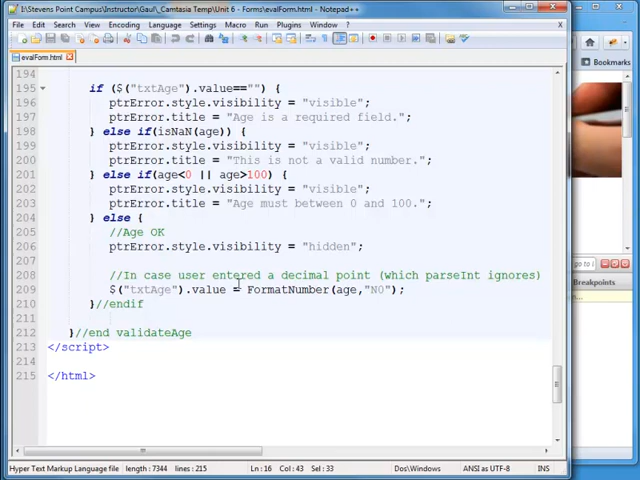 I:\Stevens Point Campus\Instructor\Gaul\_Camtasia Temp\Unit 6 - Forms\evalForm.html - Notepad++
File Edit Search View Encoding Language Settings Macro Run Plugins Window ? X
evalForm.html
Bookmarks
194
195 if ($("txtAge").value=="") {
196 ptrError.style.visibility = "visible";
197 ptrError.title = "Age is a required field.";
198 } else if(isNaN(age)) {
199 ptrError.style.visibility = "visible";
200 ptrError.title = "This is not a valid number.";
201 } else if(age<0 || age>100) {
202 ptrError.style.visibility = "visible";
203 ptrError.title = "Age must between 0 and 100.";
204 } else {
205 //Age OK
206 ptrError.style.visibility = "hidden";
207
208 //In case user entered a decimal point (which parseInt ignores)
209 $("txtAge").value = FormatNumber(age,"N0");
210 }//endif
211
212 }//end validateAge
213 </script>
214
215 </html>
Breakpoints
Hyper Text Markup Language file length : 7344 lines : 215 Ln : 16 Col : 43 Sel : 33 Dos\Windows ANSI as UTF-8 INS